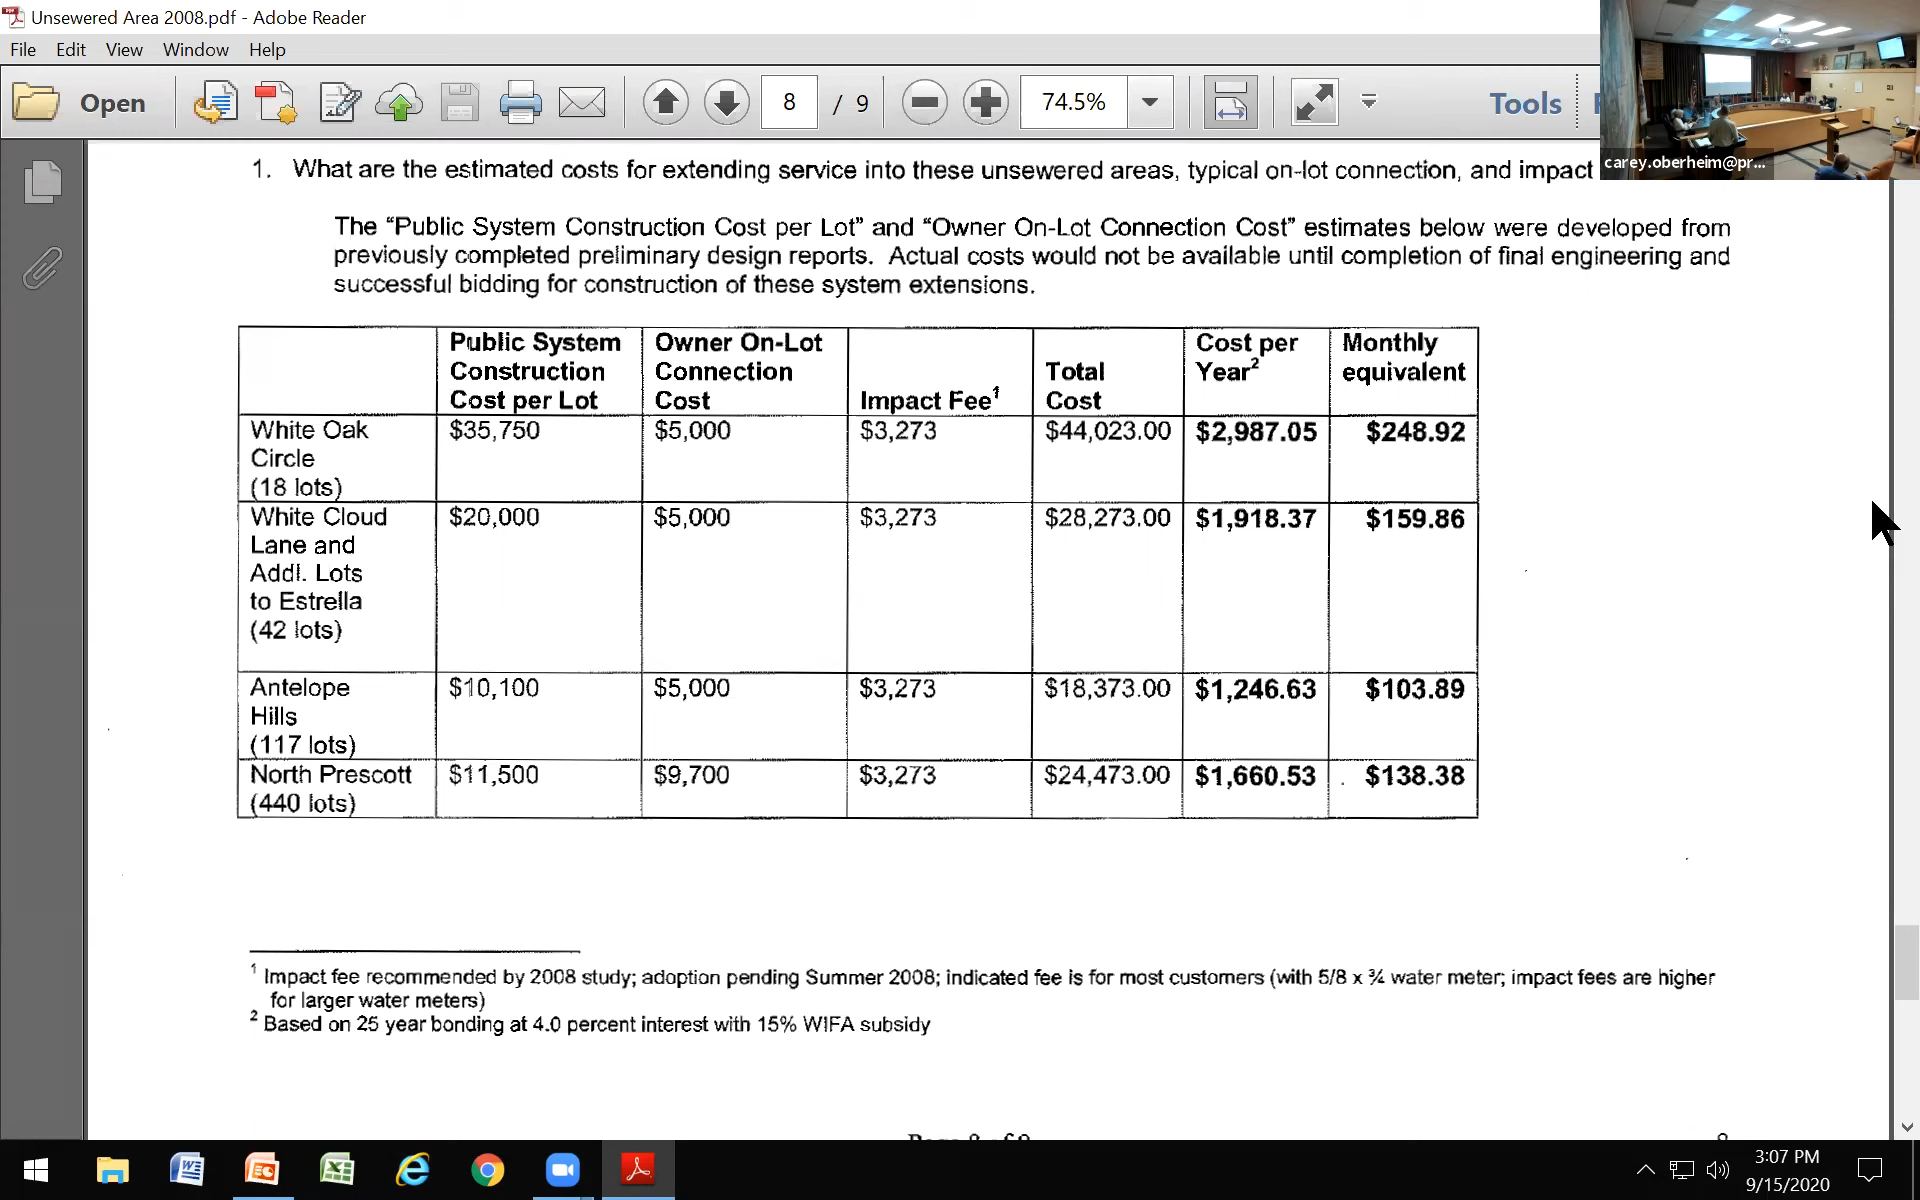 Unsewered Area 2008.pdf - Adobe Reader
File Edit View Window Help
Open 8 / 9 74.5% Tools
carey.oberheim@pr...
1. What are the estimated costs for extending service into these unsewered areas, typical on-lot connection, and impact
The “Public System Construction Cost per Lot” and “Owner On-Lot Connection Cost” estimates below were developed from
previously completed preliminary design reports. Actual costs would not be available until completion of final engineering and
successful bidding for construction of these system extensions.
Public System Construction Cost per Lot
Owner On-Lot Connection Cost
Impact Fee1
Total Cost
Cost per Year2
Monthly equivalent
White Oak Circle (18 lots) $35,750 $5,000 $3,273 $44,023.00 $2,987.05 $248.92
White Cloud Lane and Addl. Lots to Estrella (42 lots) $20,000 $5,000 $3,273 $28,273.00 $1,918.37 $159.86
Antelope Hills (117 lots) $10,100 $5,000 $3,273 $18,373.00 $1,246.63 $103.89
North Prescott (440 lots) $11,500 $9,700 $3,273 $24,473.00 $1,660.53 $138.38
1 Impact fee recommended by 2008 study; adoption pending Summer 2008; indicated fee is for most customers (with 5/8 x ¾ water meter; impact fees are higher
for larger water meters)
2 Based on 25 year bonding at 4.0 percent interest with 15% WIFA subsidy
3:07 PM
9/15/2020